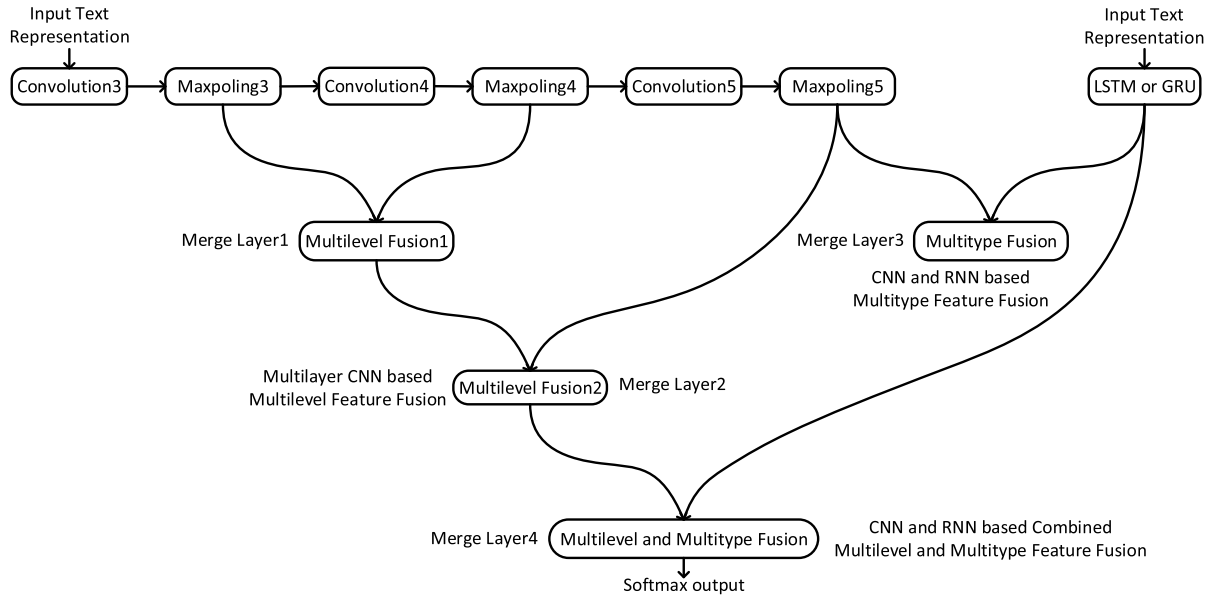 Input Text
Representation
Input Text
Representation
Convolution3
Maxpoling3
Convolution4
Maxpoling4
Convolution5
Maxpoling5
LSTM or GRU
Merge Layer1
Multilevel Fusion1
Merge Layer3
Multitype Fusion
CNN and RNN based
Multitype Feature Fusion
Multilayer CNN based
Multilevel Feature Fusion
Multilevel Fusion2
Merge Layer2
Merge Layer4
Multilevel and Multitype Fusion
CNN and RNN based Combined
Multilevel and Multitype Feature Fusion
Softmax output